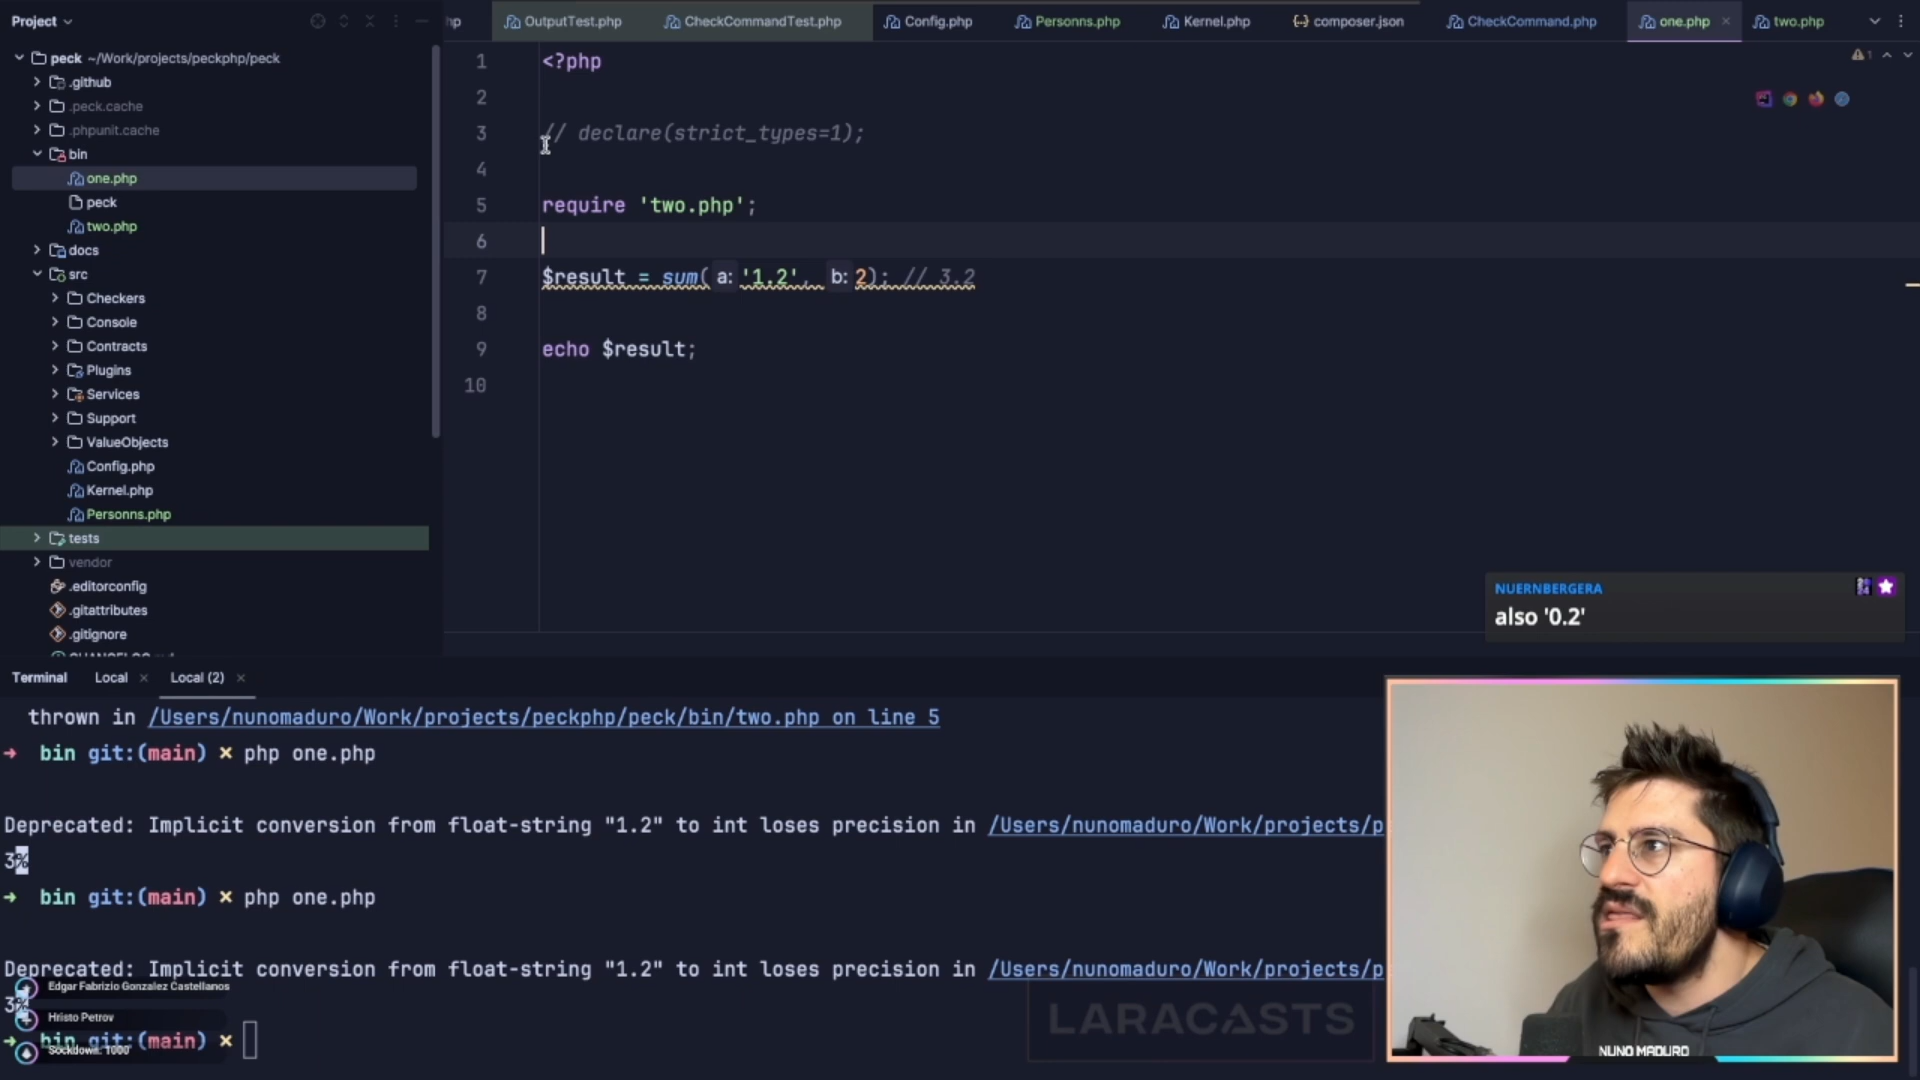 Project
hp
OutputTest.php
CheckCommandTest.php
Config.php
Personns.php
Kernel.php
composer.json
CheckCommand.php
one.php
two.php
peck ~/Work/projects/peckphp/peck
.github
.peck.cache
.phpunit.cache
bin
one.php
peck
two.php
docs
src
Checkers
Console
Contracts
Plugins
Services
Support
ValueObjects
Config.php
Kernel.php
Personns.php
tests
vendor
.editorconfig
.gitattributes
.gitignore
1 <?php
2
3 // declare(strict_types=1);
4
5 require 'two.php';
6
7 $result = sum( a: '1.2', b: 2); // 3.2
8
9 echo $result;
10
1
NUERNBERGERA
also '0.2'
Terminal Local Local (2)
thrown in /Users/nunomaduro/Work/projects/peckphp/peck/bin/two.php on line 5
→ bin git:(main) × php one.php
Deprecated: Implicit conversion from float-string "1.2" to int loses precision in /Users/nunomaduro/Work/projects/p
3%
→ bin git:(main) × php one.php
Deprecated: Implicit conversion from float-string "1.2" to int loses precision in /Users/nunomaduro/Work/projects/p
Edgar Fabrizio Gonzalez Castellanos
3%
Hristo Petrov
→ bin git:(main) ×
Sockdown: 1000
LARACASTS
NUNO MADURO